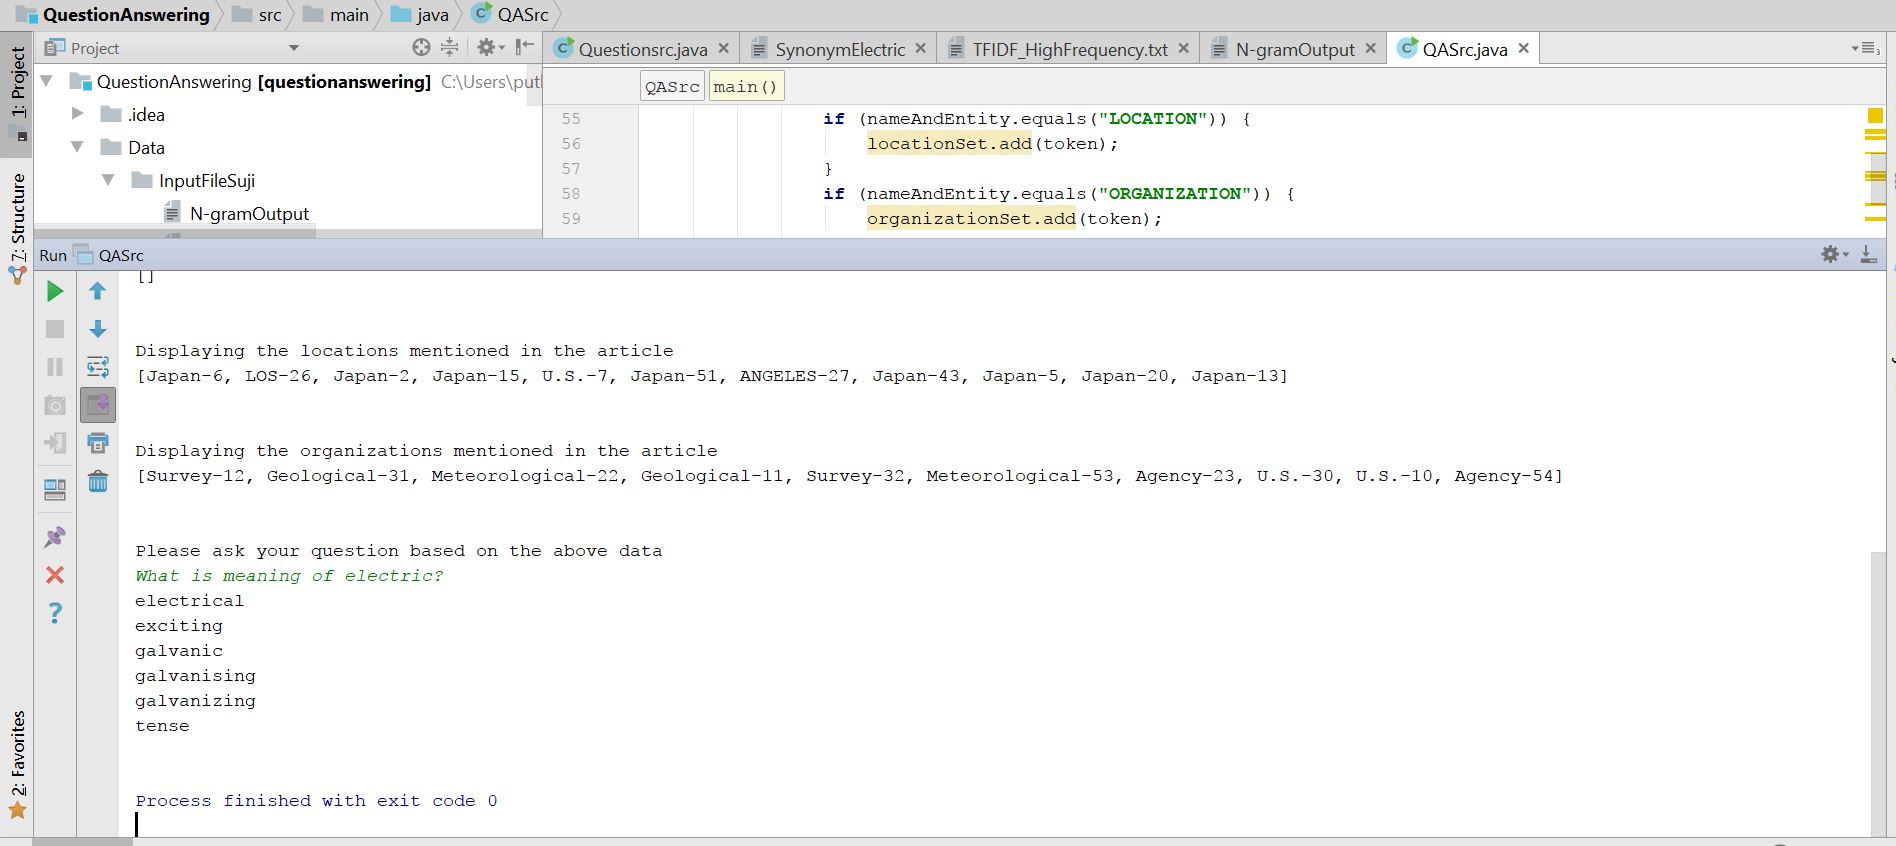 QuestionAnswering src main java QASrc
1: Project
7: Structure
2: Favorites
Project
QuestionAnswering [questionanswering] C:\Users\put
.idea
Data
InputFileSuji
N-gramOutput
Questionsrc.java SynonymElectric TFIDF_HighFrequency.txt N-gramOutput QASrc.java
QASrc main()
55 if (nameAndEntity.equals("LOCATION")) {
56 locationSet.add(token);
57 }
58 if (nameAndEntity.equals("ORGANIZATION")) {
59 organizationSet.add(token);
Run QASrc
[]
Displaying the locations mentioned in the article
[Japan-6, LOS-26, Japan-2, Japan-15, U.S.-7, Japan-51, ANGELES-27, Japan-43, Japan-5, Japan-20, Japan-13]
Displaying the organizations mentioned in the article
[Survey-12, Geological-31, Meteorological-22, Geological-11, Survey-32, Meteorological-53, Agency-23, U.S.-30, U.S.-10, Agency-54]
Please ask your question based on the above data
What is meaning of electric?
electrical
exciting
galvanic
galvanising
galvanizing
tense
Process finished with exit code 0